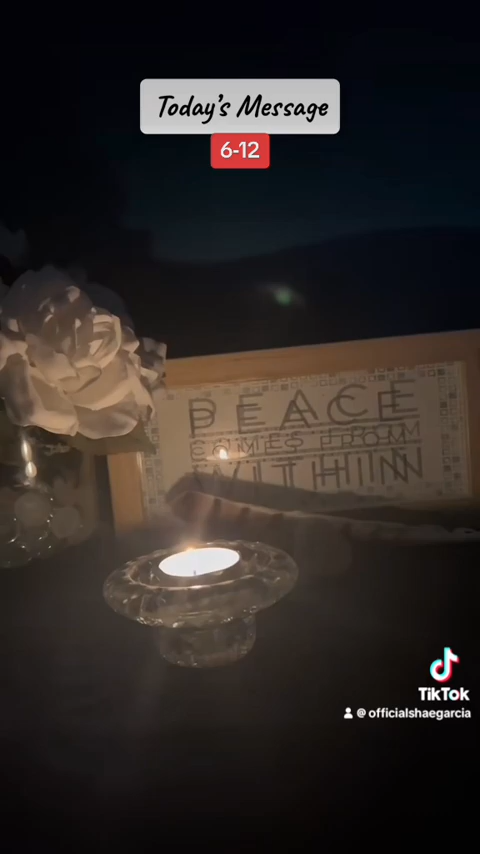 Today's Message
6-12
PEACE
COMES FROM
WITHIN
TikTok
@ officialshaegarcia